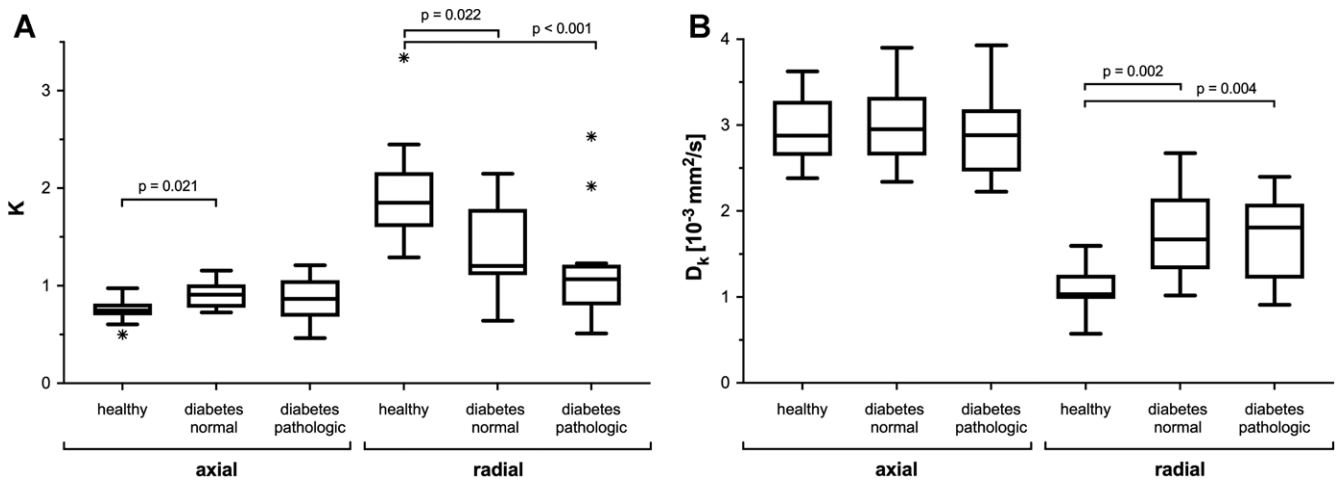 A
K
3
2
1
0
p = 0.021
p = 0.022
p < 0.001
healthy
diabetes
normal
diabetes
pathologic
healthy
diabetes
normal
diabetes
pathologic
axial
radial
B
Dk [10-3 mm2/s]
4
3
2
1
0
p = 0.002
p = 0.004
healthy
diabetes
normal
diabetes
pathologic
healthy
diabetes
normal
diabetes
pathologic
axial
radial